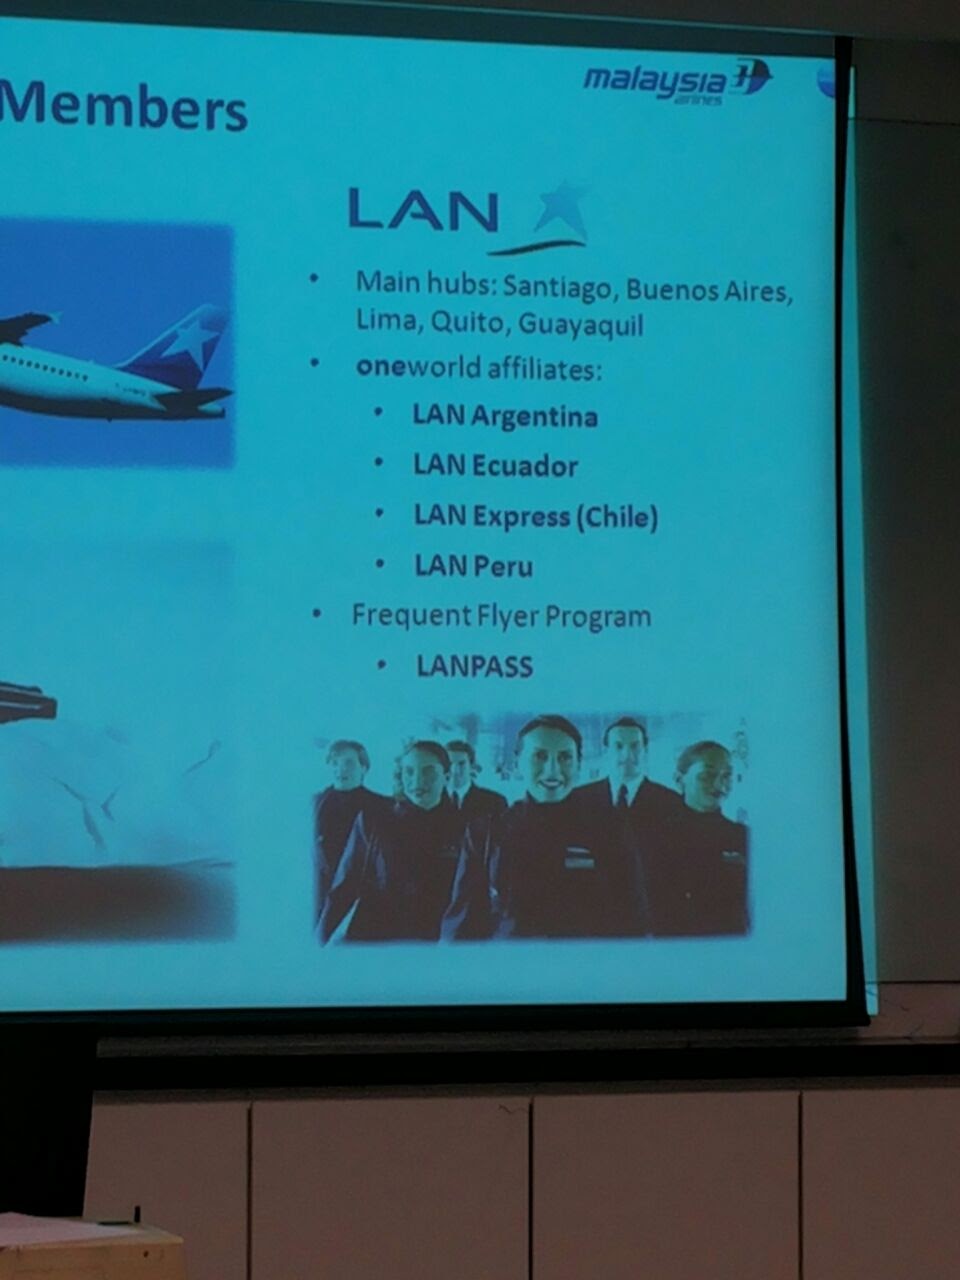 Members
malaysia
airlines
LAN
• Main hubs: Santiago, Buenos Aires,
Lima, Quito, Guayaquil
• oneworld affiliates:
• LAN Argentina
• LAN Ecuador
• LAN Express (Chile)
• LAN Peru
• Frequent Flyer Program
• LANPASS